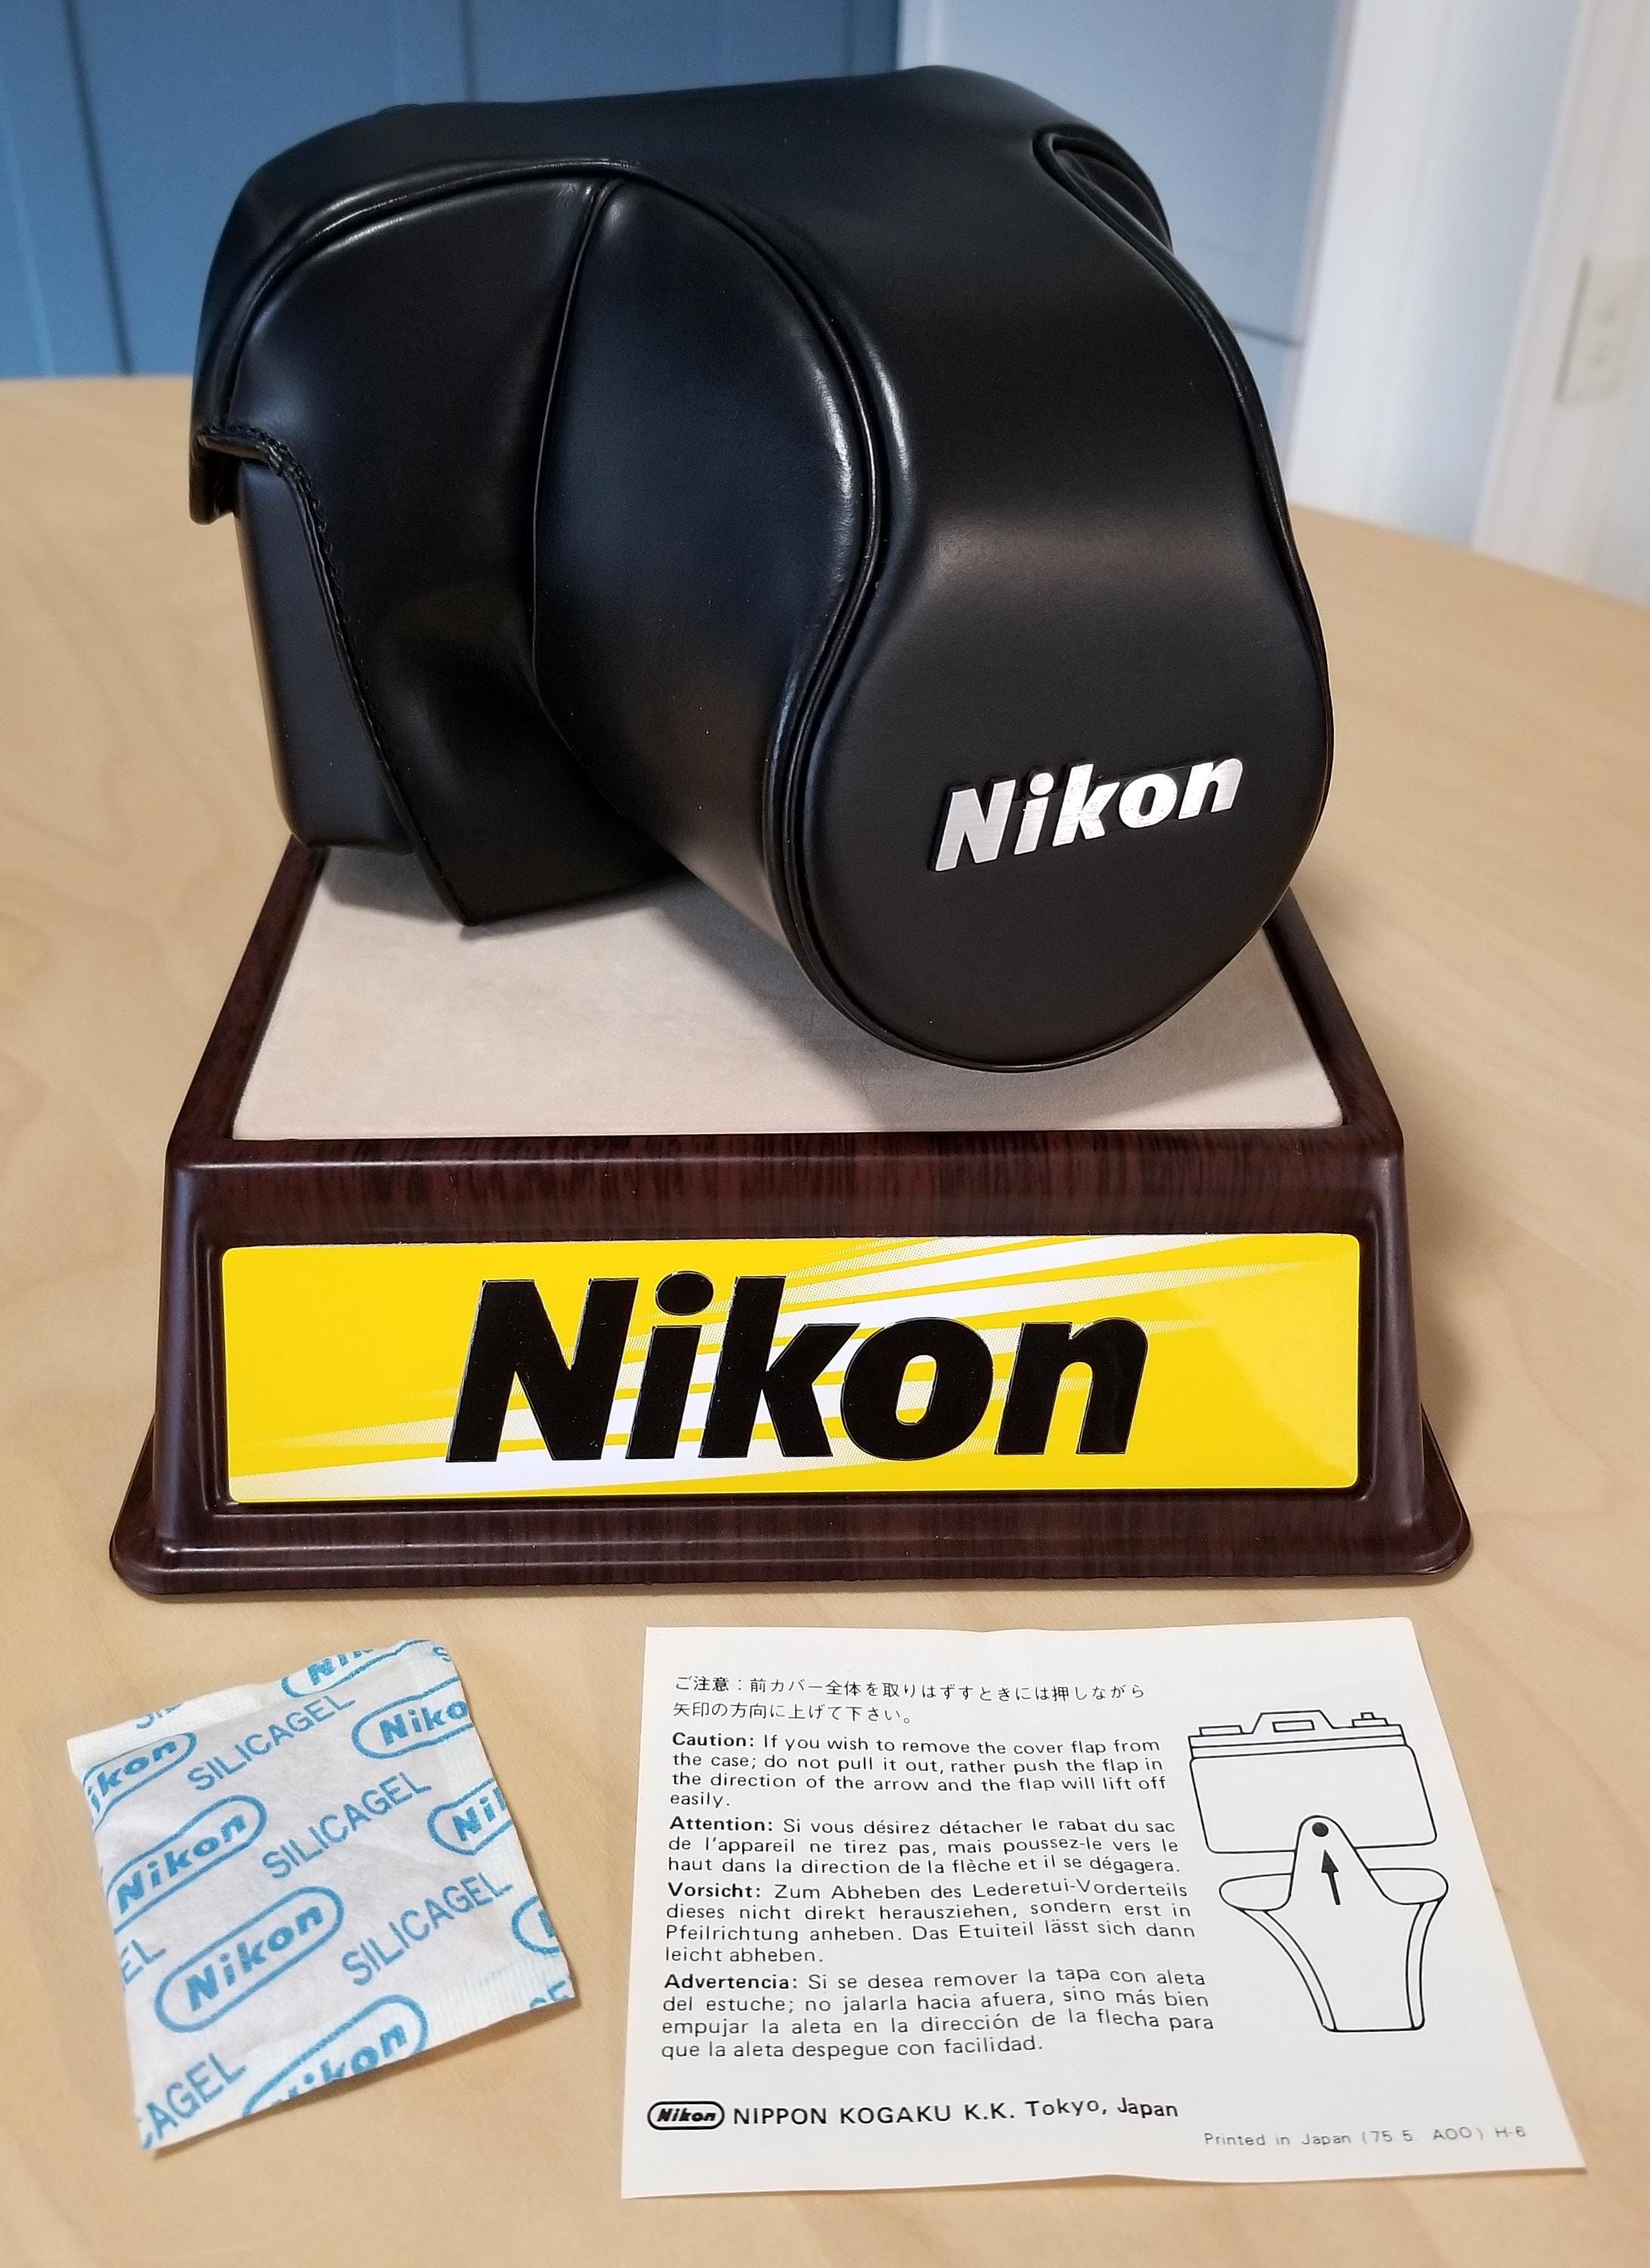 Nikon
Nikon
Nikon
SILICAGEL
Nikon
SILICAGEL
Nikon
SILICAGEL
Nikon
ご注意：前カバー全体を取りはずすときには押しながら
矢印の方向に上げて下さい。
Caution: If you wish to remove the cover flap from
the case; do not pull it out, rather push the flap in
the direction of the arrow and the flap will lift off
easily.
Attention: Si vous désirez détacher le rabat du sac
de l'appareil ne tirez pas, mais poussez-le vers le
haut dans la direction de la flèche et il se dégagera.
Vorsicht: Zum Abheben des Lederetui-Vorderteils
dieses nicht direkt herausziehen, sondern erst in
Pfeilrichtung anheben. Das Etuiteil lässt sich dann
leicht abheben.
Advertencia: Si se desea remover la tapa con aleta
del estuche; no jalarla hacia afuera, sino más bien
empujar la aleta en la dirección de la flecha para
que la aleta despegue con facilidad.
Nikon NIPPON KOGAKU K.K. Tokyo, Japan
Printed in Japan (75. 5. A00) H-6